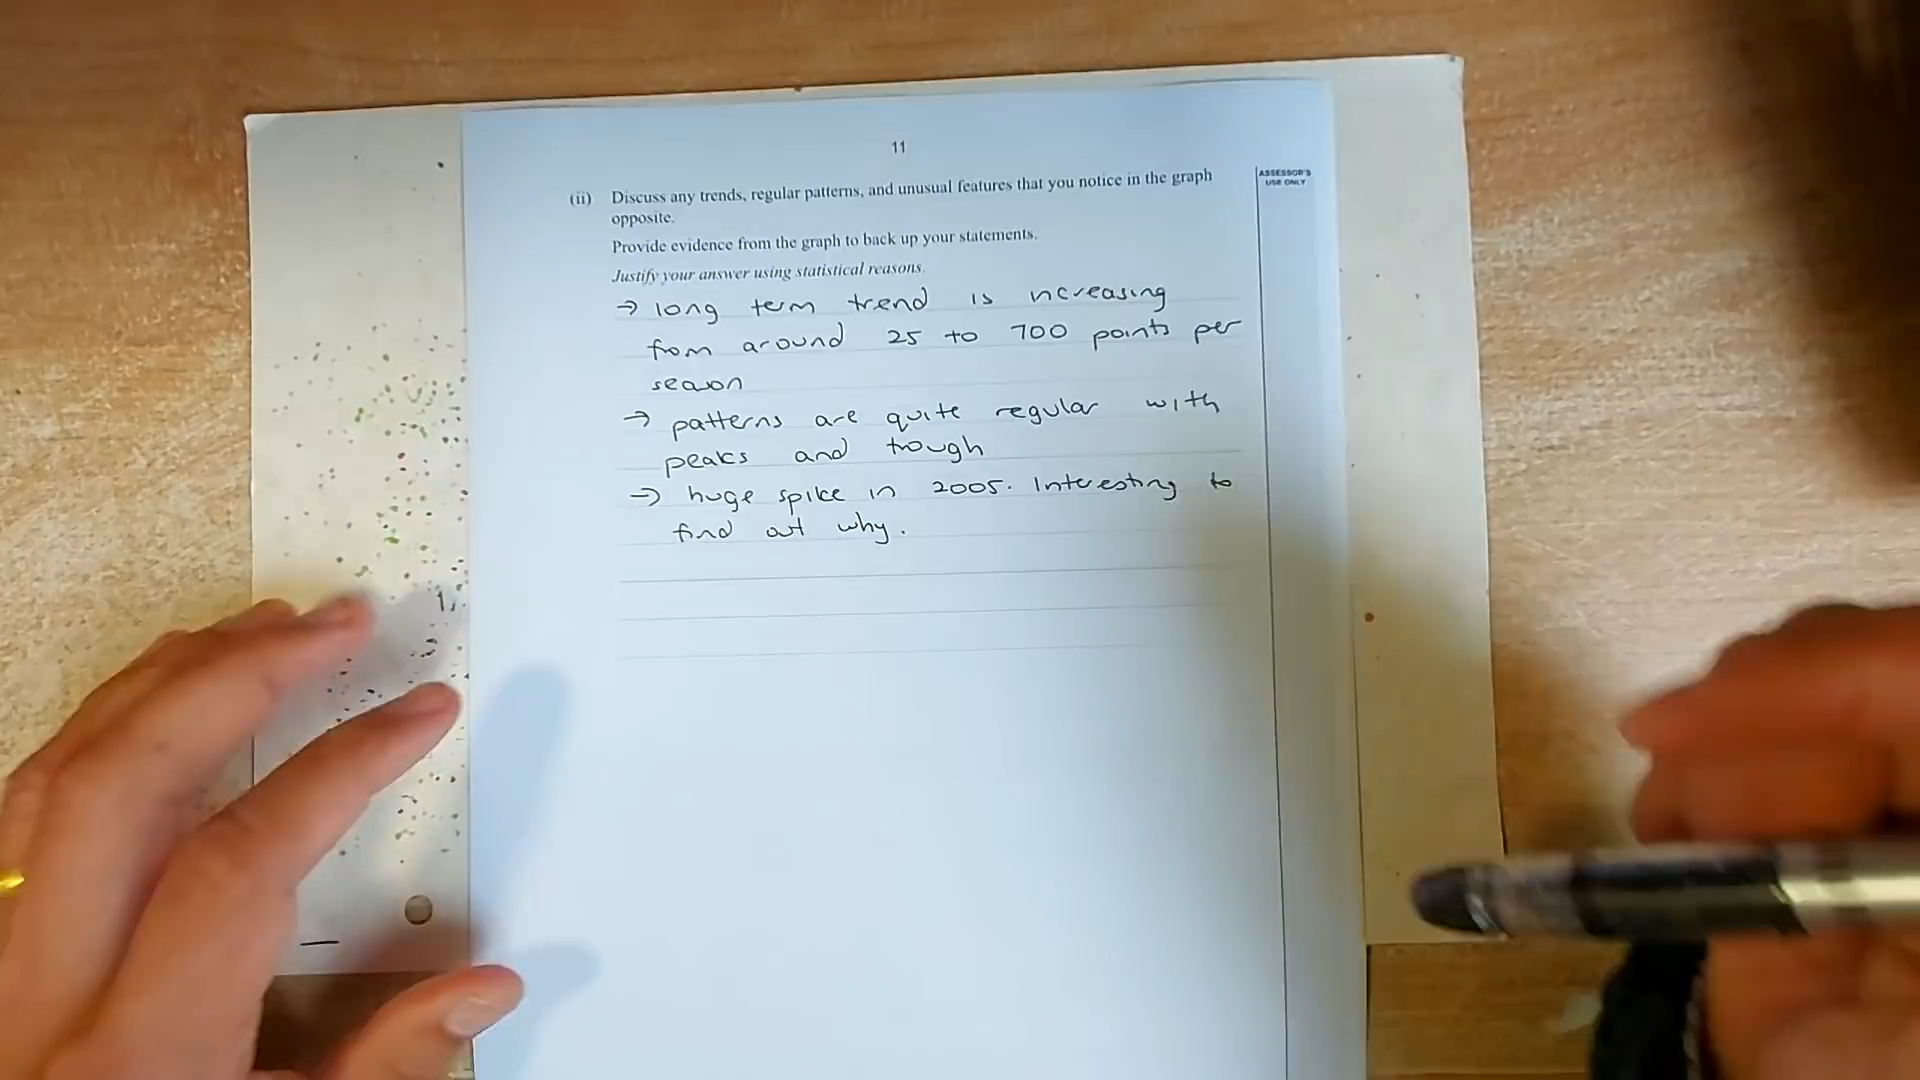 11
ASSESSOR'S
USE ONLY
(ii) Discuss any trends, regular patterns, and unusual features that you notice in the graph
opposite.
Provide evidence from the graph to back up your statements.
Justify your answer using statistical reasons.
→ long term trend is increasing
from around 25 to 700 points per
season
→ patterns are quite regular with
peaks and trough
→ huge spike in 2005. Interesting to
find out why.